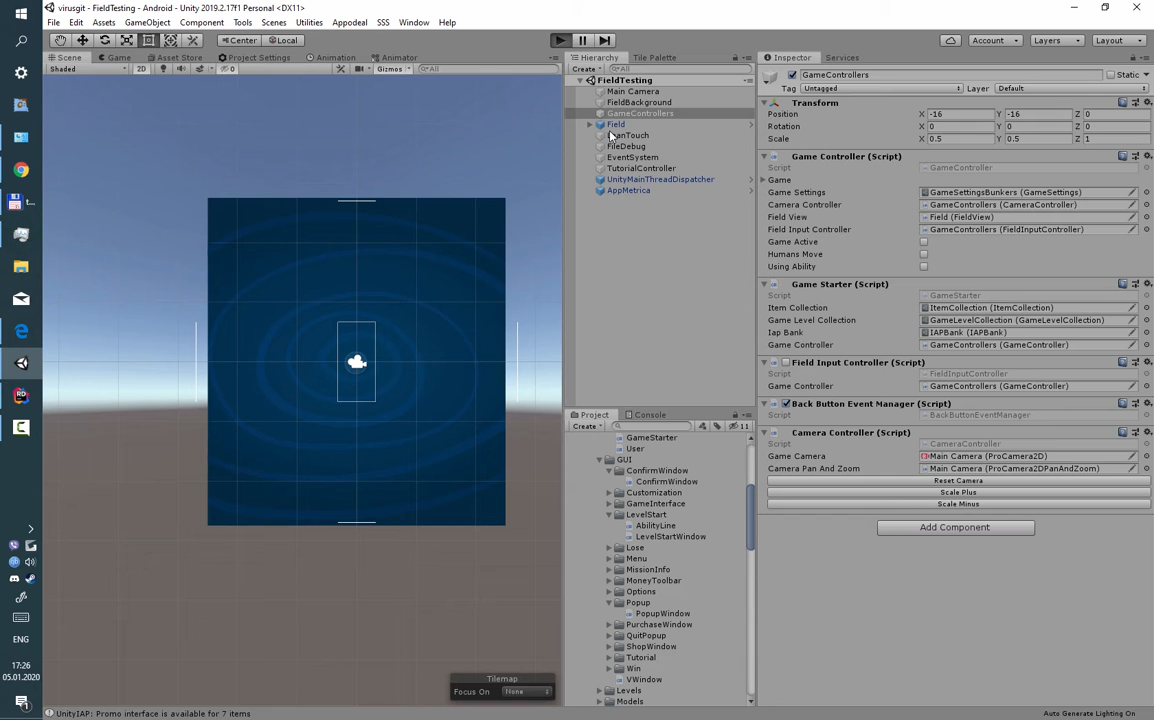 virusgit - FieldTesting - Android - Unity 2019.2.17f1 Personal <DX11>
File Edit Assets GameObject Component Tools Scenes Utilities Appodeal SIS Window Help
Center Local
Account Layers Layout
Scene Game Asset Store Project Settings Animation Animator
Shaded 2D 0 Gizmos All
Tilemap
Focus On None
Hierarchy Tile Palette
Create All
FieldTesting
Main Camera
FieldBackground
GameControllers
Field
anTouch
FileDebug
EventSystem
TutorialController
UnityMainThreadDispatcher
AppMetrica
Project Console
Create 11
GameStarter
User
GUI
ConfirmWindow
ConfirmWindow
Customization
GameInterface
LevelStart
AbilityLine
LevelStartWindow
Lose
Menu
MissionInfo
MoneyToolbar
Options
Popup
PopupWindow
PurchaseWindow
QuitPopup
ShopWindow
Tutorial
Win
VWindow
Levels
Models
Inspector Services
GameControllers Static
Tag Untagged Layer Default
Transform
Position X -16 Y -16 Z 0
Rotation X 0 Y 0 Z 0
Scale X 0.5 Y 0.5 Z 1
Game Controller (Script)
Script GameController
Game
Game Settings GameSettingsBunkers (GameSettings)
Camera Controller GameControllers (CameraController)
Field View Field (FieldView)
Field Input Controller GameControllers (FieldInputController)
Game Active
Humans Move
Using Ability
Game Starter (Script)
Script GameStarter
Item Collection ItemCollection (ItemCollection)
Game Level Collection GameLevelCollection (GameLevelCollection)
Iap Bank IAPBank (IAPBank)
Game Controller GameControllers (GameController)
Field Input Controller (Script)
Script FieldInputController
Game Controller GameControllers (GameController)
Back Button Event Manager (Script)
Script BackButtonEventManager
Camera Controller (Script)
Script CameraController
Game Camera Main Camera (ProCamera2D)
Camera Pan And Zoom Main Camera (ProCamera2DPanAndZoom)
Reset Camera
Scale Plus
Scale Minus
Add Component
ENG
17:26
05.01.2020
UnityIAP: Promo interface is available for 7 items
Auto Generate Lighting On